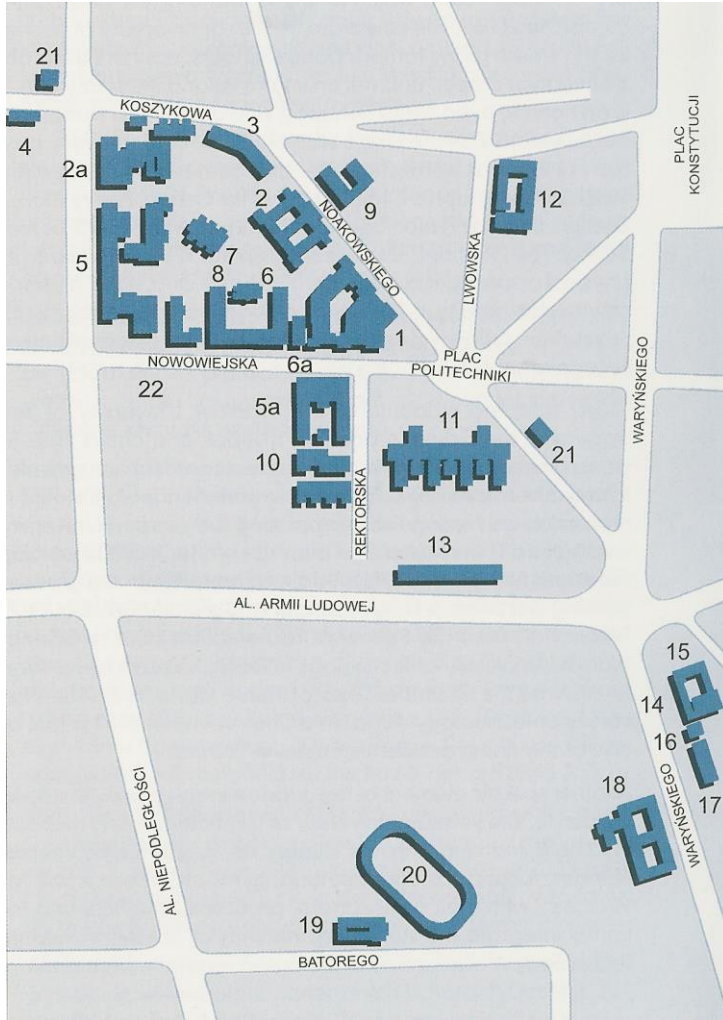 21
KOSZYKOWA
4
3
2a
PLAC
KONSTYTUCJI
2
9
12
NOAKOWSKIEGO
5
7
8
6
LWOWSKA
1
NOWOWIEJSKA
6a
PLAC
POLITECHNIKI
WARYŃSKIEGO
22
5a
11
21
10
REKTORSKA
13
AL. ARMII LUDOWEJ
15
14
16
17
WARYŃSKIEGO
18
AL. NIEPODLEGŁOŚCI
20
19
BATOREGO